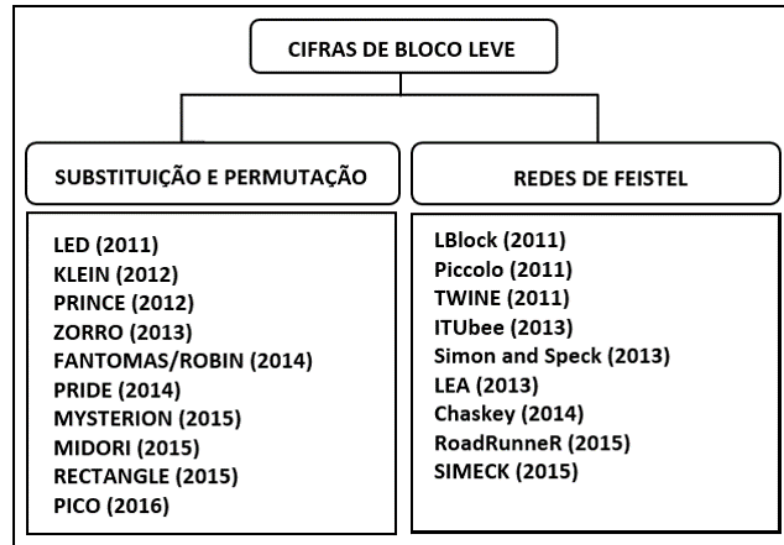 CIFRAS DE BLOCO LEVE
SUBSTITUIÇÃO E PERMUTAÇÃO
LED (2011)
KLEIN (2012)
PRINCE (2012)
ZORRO (2013)
FANTOMAS/ROBIN (2014)
PRIDE (2014)
MYSTERION (2015)
MIDORI (2015)
RECTANGLE (2015)
PICO (2016)
REDES DE FEISTEL
LBlock (2011)
Piccolo (2011)
TWINE (2011)
ITUbee (2013)
Simon and Speck (2013)
LEA (2013)
Chaskey (2014)
RoadRunneR (2015)
SIMECK (2015)